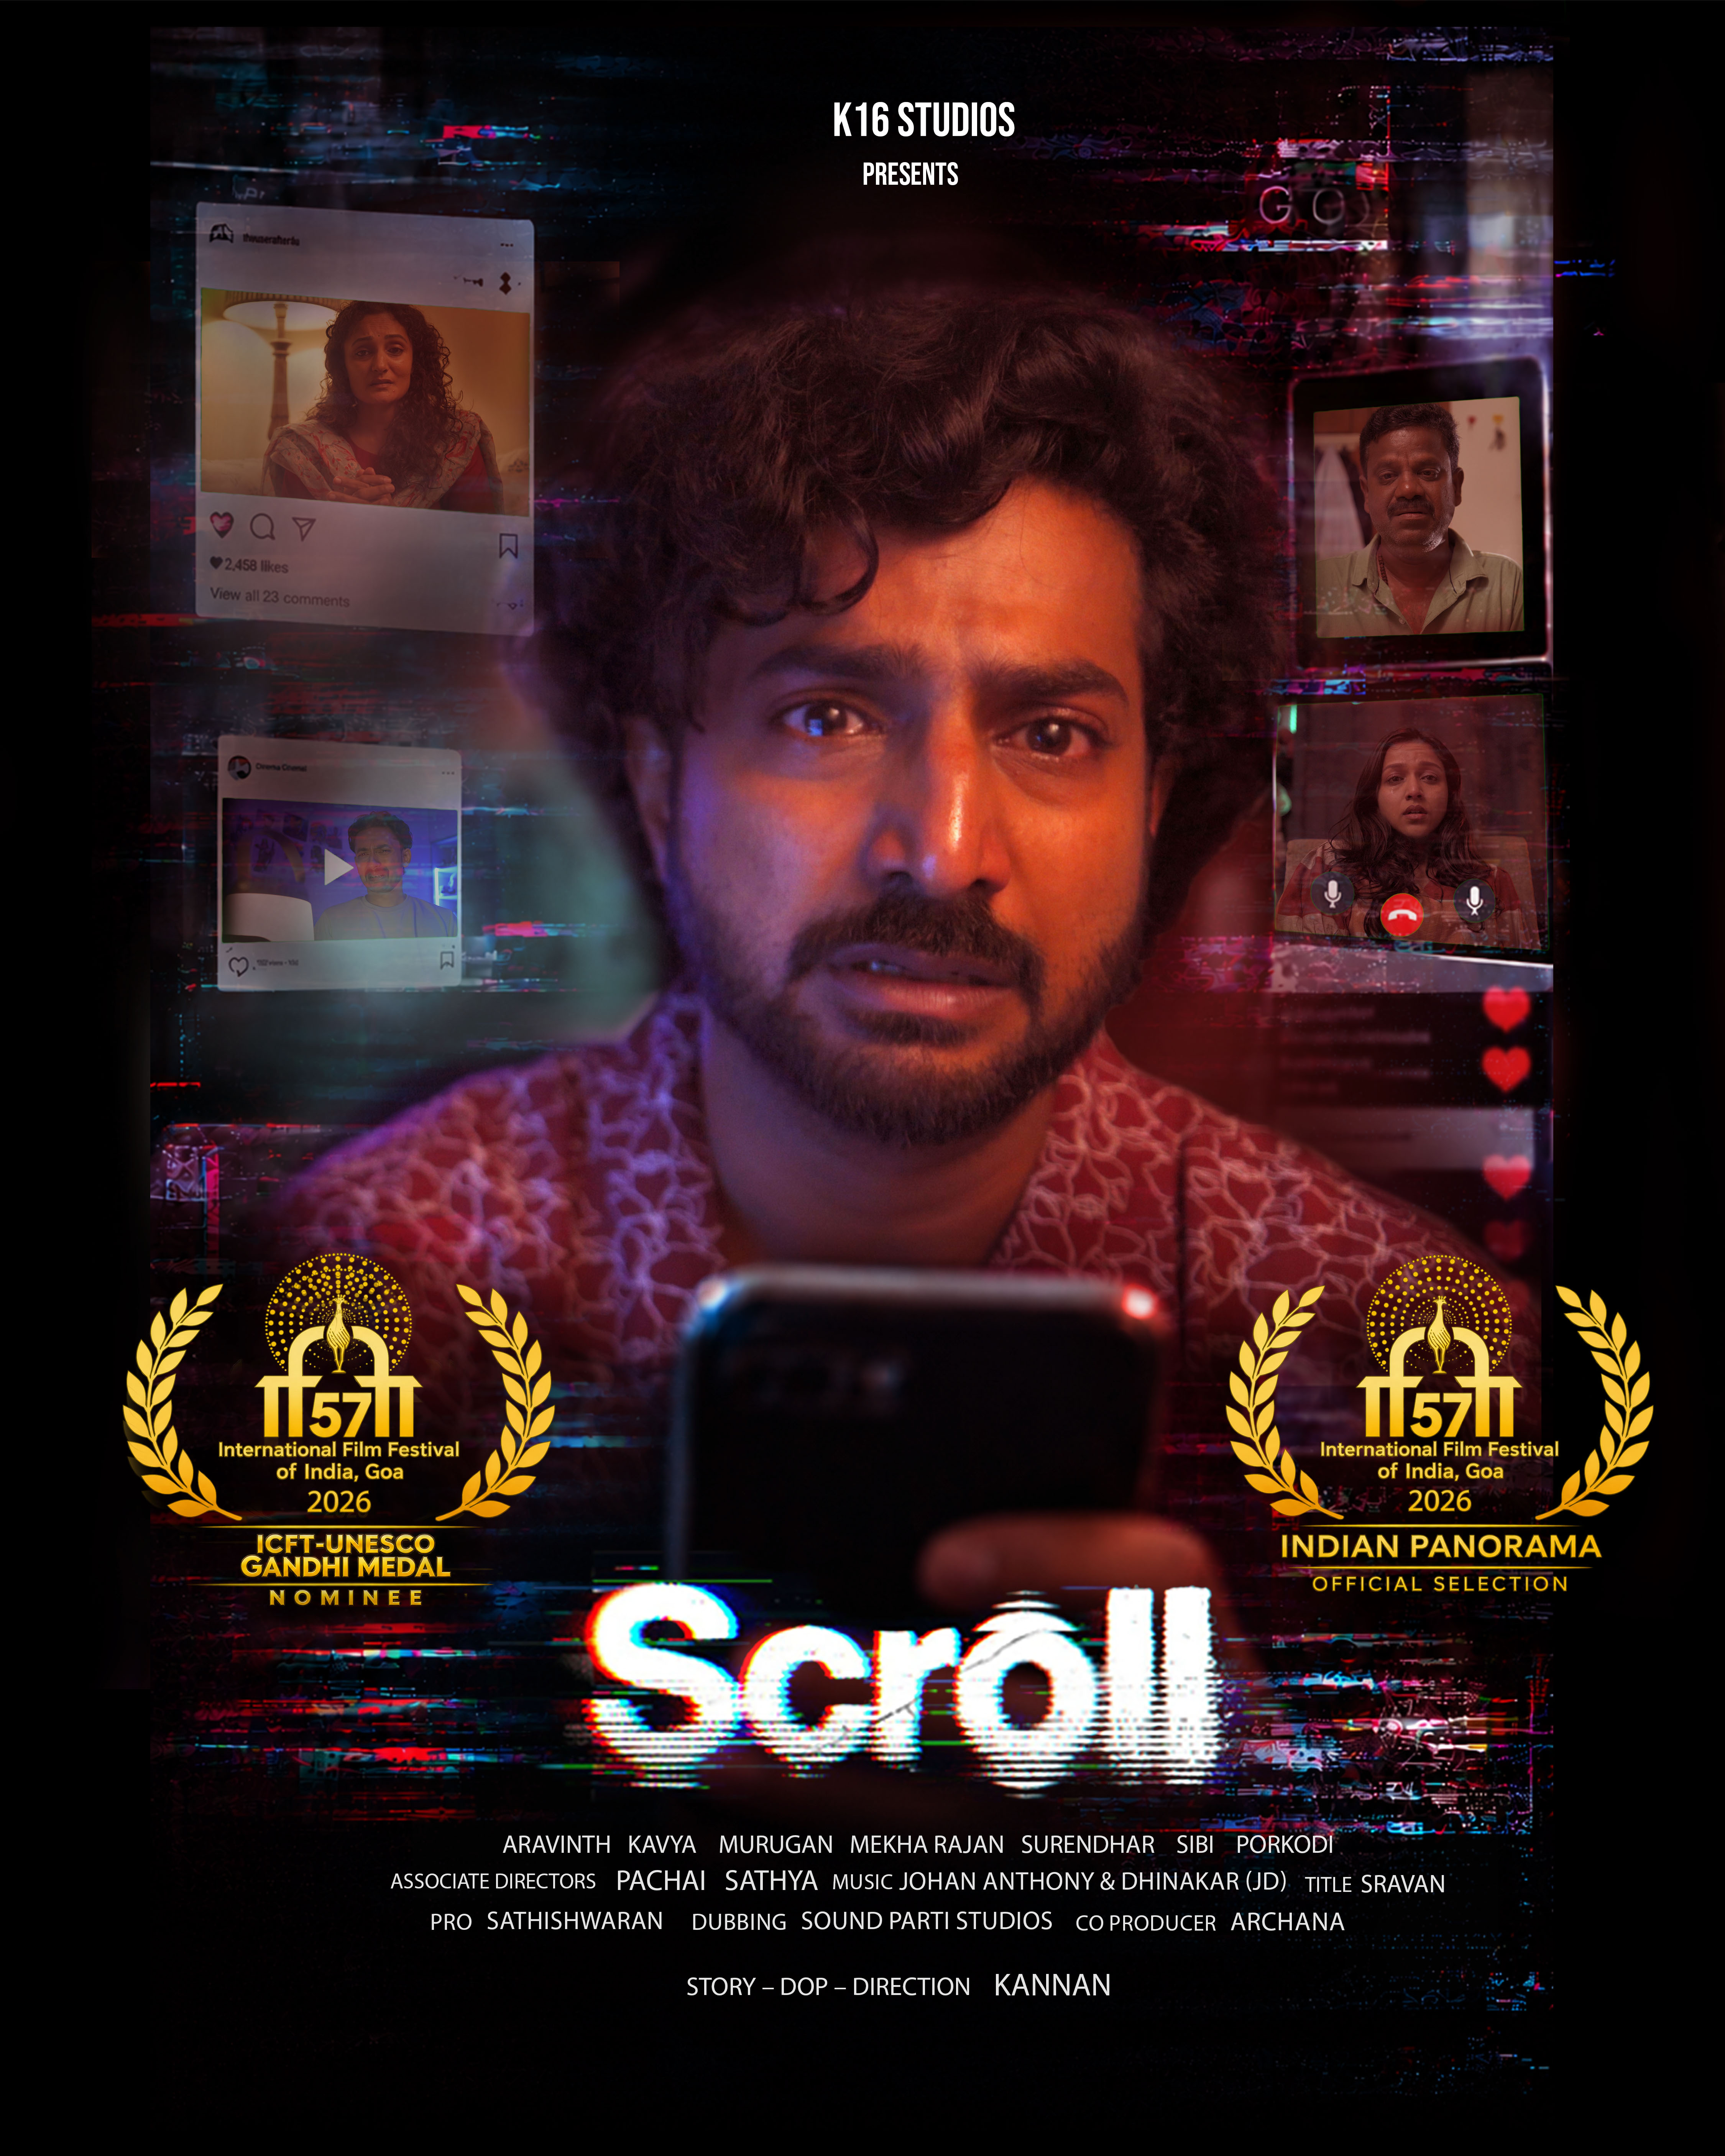 K16 STUDIOS
PRESENTS
GO
2,458 likes
View all 23 comments
57
International Film Festival
of India, Goa
2026
ICFT-UNESCO
GANDHI MEDAL
NOMINEE
57
International Film Festival
of India, Goa
2026
INDIAN PANORAMA
OFFICIAL SELECTION
Scroll
ARAVINTH KAVYA MURUGAN MEKHA RAJAN SURENDHAR SIBI PORKODI
ASSOCIATE DIRECTORS PACHAI SATHYA MUSIC JOHAN ANTHONY & DHINAKAR (JD) TITLE SRAVAN
PRO SATHISHWARAN DUBBING SOUND PARTI STUDIOS CO PRODUCER ARCHANA
STORY – DOP – DIRECTION KANNAN